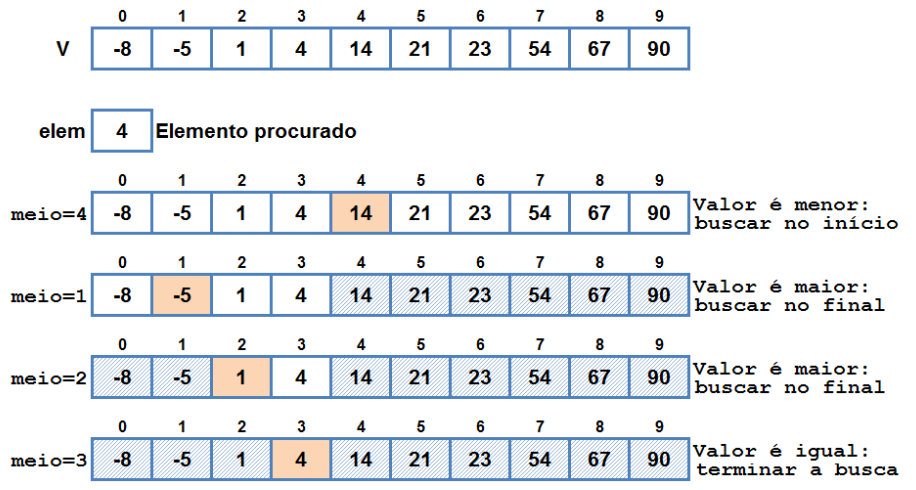 0 1 2 3 4 5 6 7 8 9
V -8 -5 1 4 14 21 23 54 67 90
elem 4 Elemento procurado
0 1 2 3 4 5 6 7 8 9
meio=4 -8 -5 1 4 14 21 23 54 67 90 Valor é menor:
buscar no início
0 1 2 3 4 5 6 7 8 9
meio=1 -8 -5 1 4 14 21 23 54 67 90 Valor é maior:
buscar no final
0 1 2 3 4 5 6 7 8 9
meio=2 -8 -5 1 4 14 21 23 54 67 90 Valor é maior:
buscar no final
0 1 2 3 4 5 6 7 8 9
meio=3 -8 -5 1 4 14 21 23 54 67 90 Valor é igual:
terminar a busca